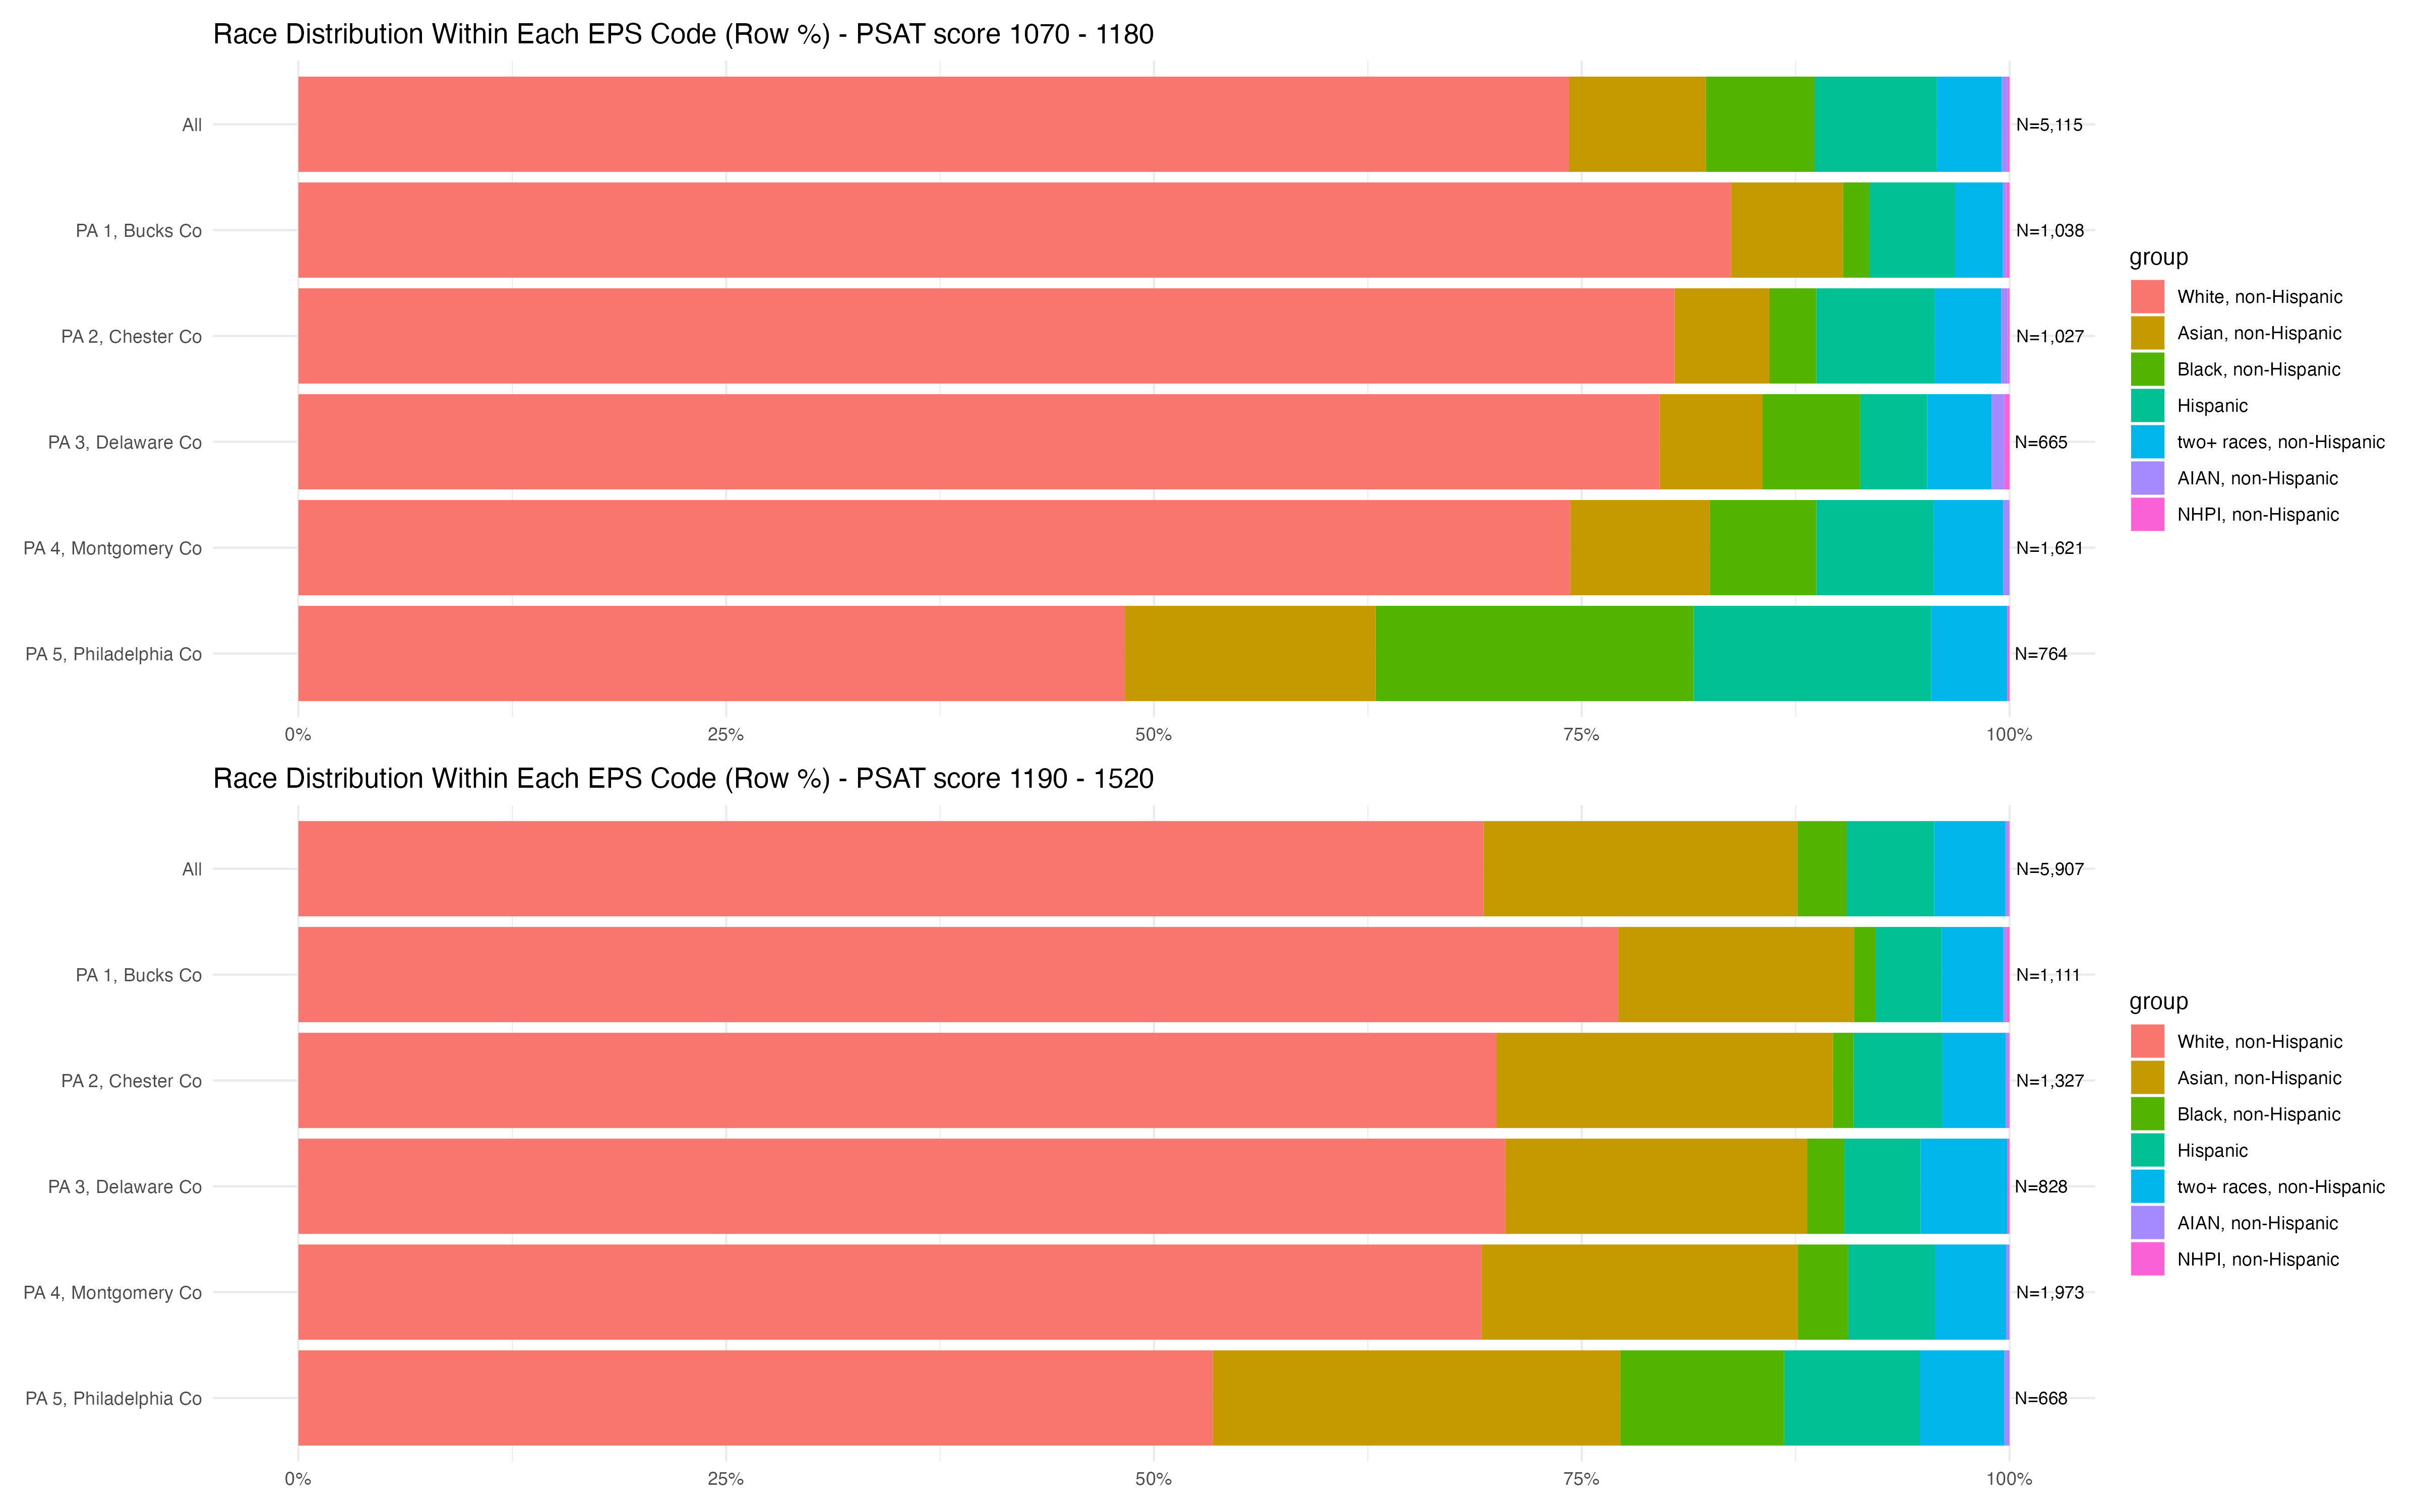 Race Distribution Within Each EPS Code (Row %) - PSAT score 1070 - 1180
All
N=5,115
PA 1, Bucks Co
N=1,038
PA 2, Chester Co
N=1,027
PA 3, Delaware Co
N=665
PA 4, Montgomery Co
N=1,621
PA 5, Philadelphia Co
N=764
0%
25%
50%
75%
100%
group
White, non-Hispanic
Asian, non-Hispanic
Black, non-Hispanic
Hispanic
two+ races, non-Hispanic
AIAN, non-Hispanic
NHPI, non-Hispanic
Race Distribution Within Each EPS Code (Row %) - PSAT score 1190 - 1520
All
N=5,907
PA 1, Bucks Co
N=1,111
PA 2, Chester Co
N=1,327
PA 3, Delaware Co
N=828
PA 4, Montgomery Co
N=1,973
PA 5, Philadelphia Co
N=668
0%
25%
50%
75%
100%
group
White, non-Hispanic
Asian, non-Hispanic
Black, non-Hispanic
Hispanic
two+ races, non-Hispanic
AIAN, non-Hispanic
NHPI, non-Hispanic